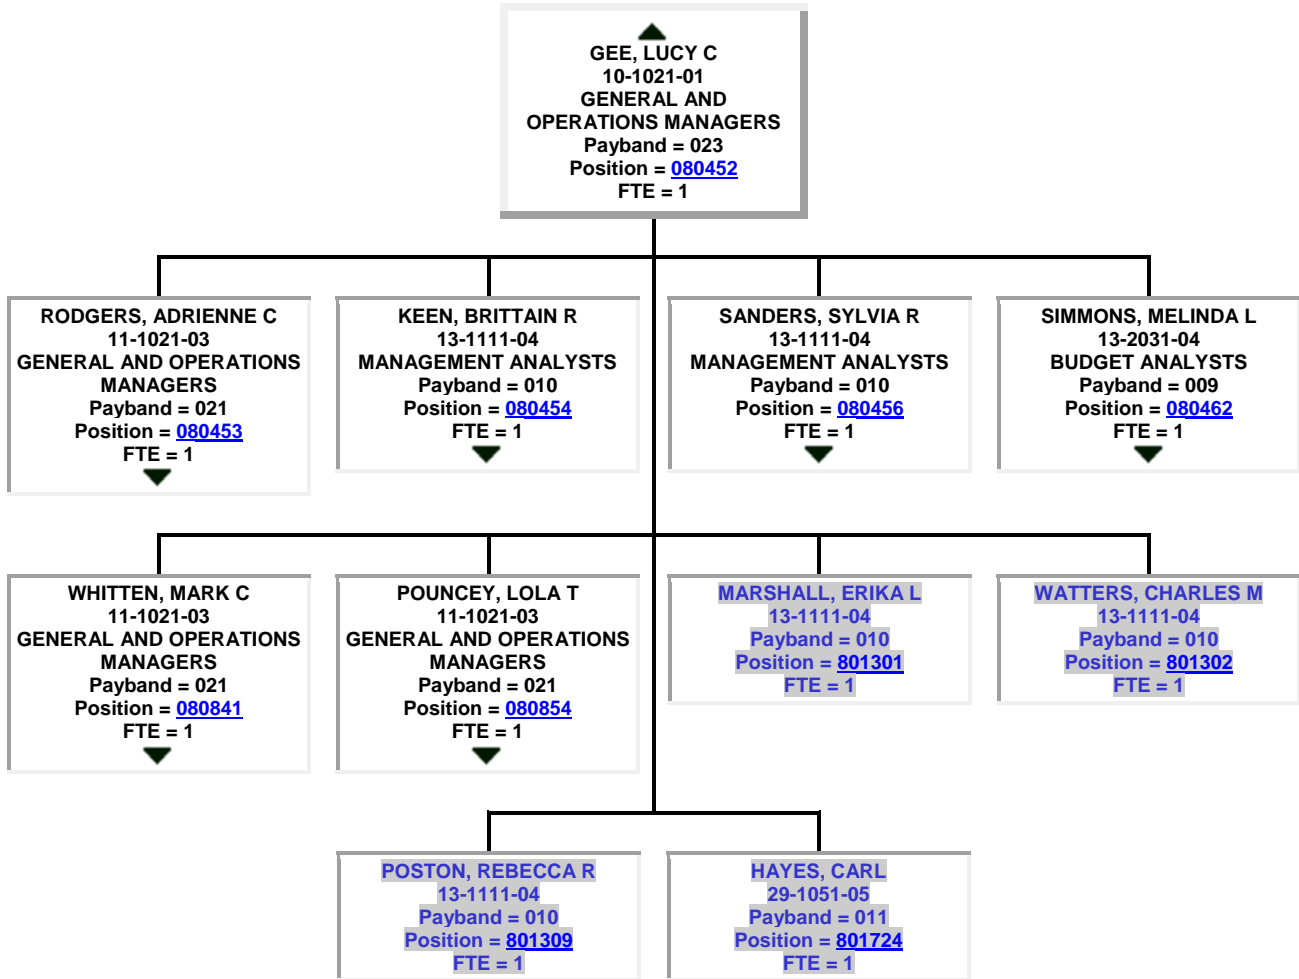 GEE, LUCY C
10-1021-01
GENERAL AND
OPERATIONS MANAGERS
Payband = 023
Position = 080452
FTE = 1
RODGERS, ADRIENNE C
11-1021-03
GENERAL AND OPERATIONS
MANAGERS
Payband = 021
Position = 080453
FTE = 1
KEEN, BRITTAIN R
13-1111-04
MANAGEMENT ANALYSTS
Payband = 010
Position = 080454
FTE = 1
SANDERS, SYLVIA R
13-1111-04
MANAGEMENT ANALYSTS
Payband = 010
Position = 080456
FTE = 1
SIMMONS, MELINDA L
13-2031-04
BUDGET ANALYSTS
Payband = 009
Position = 080462
FTE = 1
WHITTEN, MARK C
11-1021-03
GENERAL AND OPERATIONS
MANAGERS
Payband = 021
Position = 080841
FTE = 1
POUNCEY, LOLA T
11-1021-03
GENERAL AND OPERATIONS
MANAGERS
Payband = 021
Position = 080854
FTE = 1
MARSHALL, ERIKA L
13-1111-04
Payband = 010
Position = 801301
FTE = 1
WATTERS, CHARLES M
13-1111-04
Payband = 010
Position = 801302
FTE = 1
POSTON, REBECCA R
13-1111-04
Payband = 010
Position = 801309
FTE = 1
HAYES, CARL
29-1051-05
Payband = 011
Position = 801724
FTE = 1